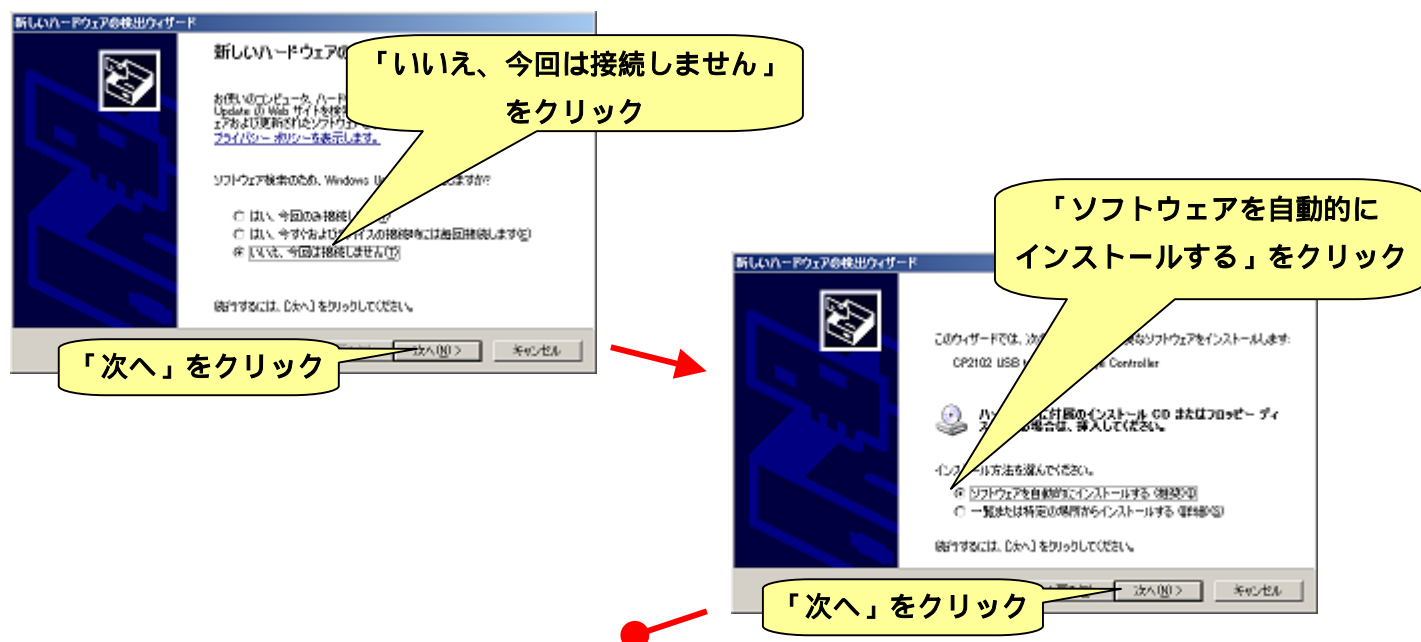 新しいハードウェアの検出ウィザード
新しいハードウェアの
「いいえ、今回は接続しません」
をクリック
お使いのコンピュータ、ハード
Update の Web サイトを検索
ェアおよび更新されたソフトウェア
プライバシー ポリシーを表示します。
ソフトウェア検索のため、Windows しますか?
はい、今回のみ接続し
はい、今すぐおよび イスの接続時には毎回接続します(E)
いいえ、今回は接続しません(T)
続行するには、[次へ] をクリックしてください。
次へ(N) >
キャンセル
「次へ」をクリック
「ソフトウェアを自動的に
インストールする」をクリック
新しいハードウェアの検出ウィザード
このウィザードでは、次の 要なソフトウェアをインストールします:
CP2102 USB Controller
ハー に付属のインストール CD またはフロッピー ディ
ス 場合は、挿入してください。
インストール方法を選んでください。
ソフトウェアを自動的にインストールする (推奨)(I)
一覧または特定の場所からインストールする (詳細)(S)
続行するには、[次へ] をクリックしてください。
次へ(N) >
キャンセル
「次へ」をクリック